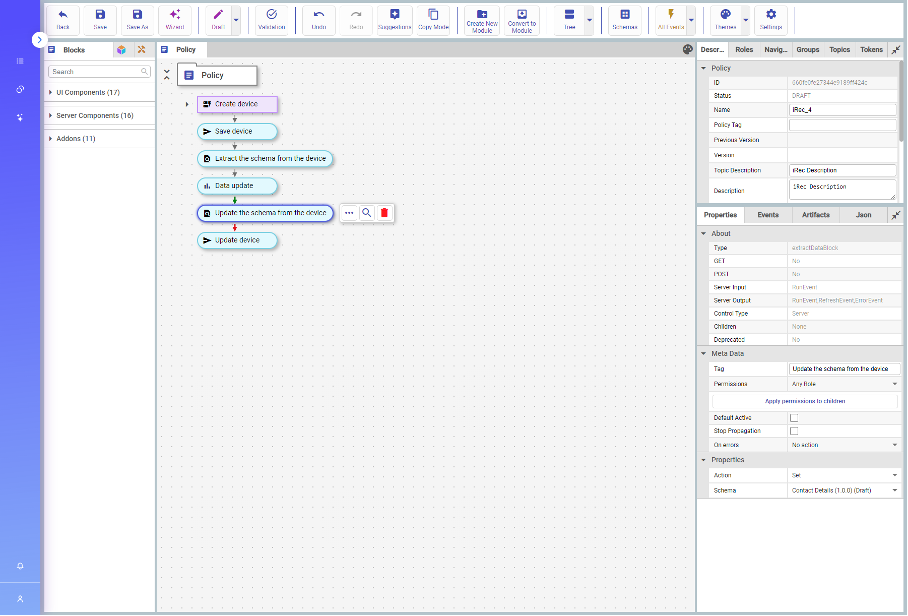 Back
Save
Save As
Wizard
Draft
Validation
Undo
Redo
Suggestions
Copy Mode
Create New
Module
Convert to
Module
Tree
Schemas
All Events
Themes
Settings
Blocks
Search
UI Components (17)
Server Components (16)
Addons (11)
Policy
Policy
Create device
Save device
Extract the schema from the device
Data update
Update the schema from the device
Update device
Descr...
Roles
Navig...
Groups
Topics
Tokens
Policy
ID
Status DRAFT
Name iRec_4
Policy Tag
Previous Version
Version
Topic Description iRec Description
Description iRec Description
Properties
Events
Artifacts
Json
About
Type extractDataBlock
GET No
POST No
Server Input RunEvent
Server Output RunEvent,RefreshEvent,ErrorEvent
Control Type Server
Children None
Deprecated No
Meta Data
Tag Update the schema from the device
Permissions Any Role
Apply permissions to children
Default Active
Stop Propagation
On errors No action
Properties
Action Set
Schema Contact Details (1.0.0) (Draft)